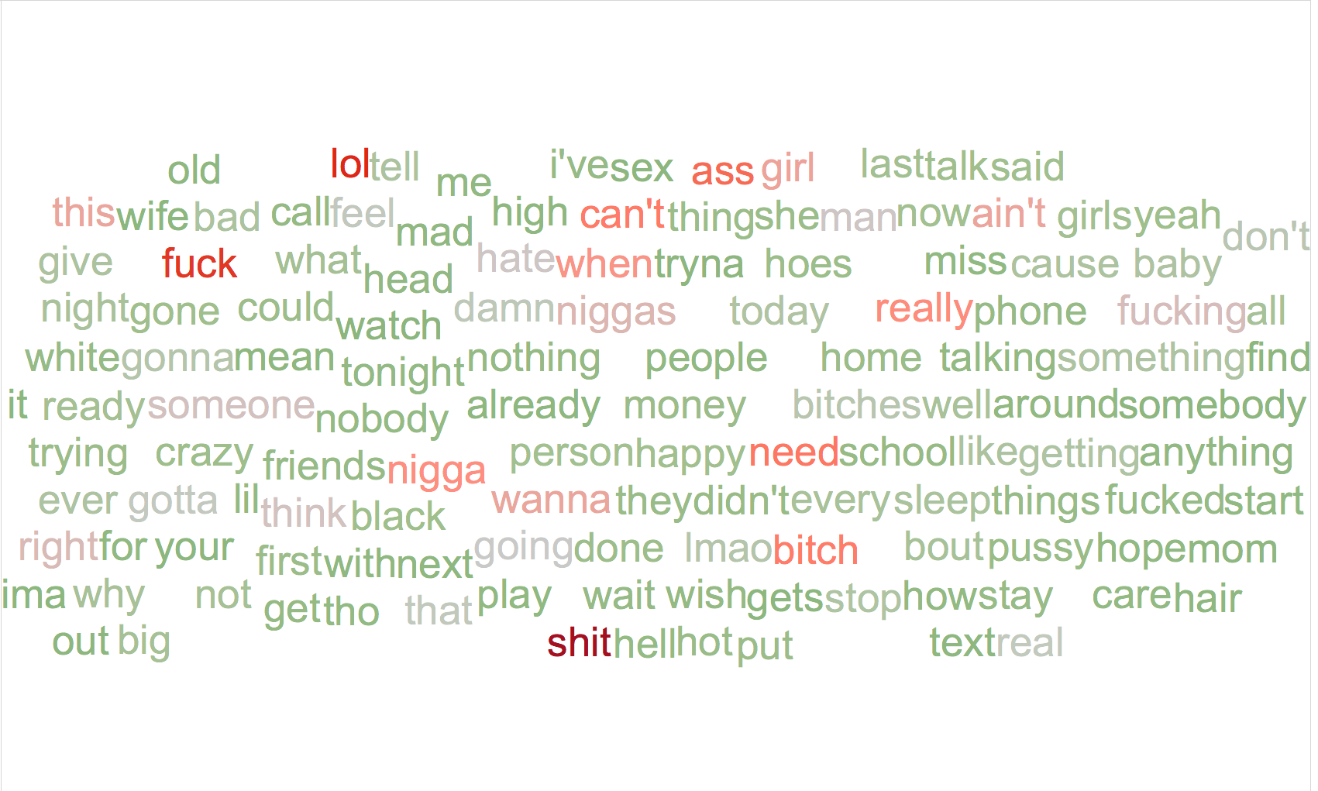 old lol tell me i've sex ass girl last talk said
this wife bad call feel mad high can't thing she man now ain't girls yeah don't
give fuck what head hate when tryna hoes miss cause baby
night gone could watch damn niggas today really phone fucking all
white gonna mean tonight nothing people home talking something find
it ready someone nobody already money bitches well around somebody
trying crazy friends nigga person happy need school like getting anything
ever gotta lil think black wanna they didn't every sleep things fucked start
right for your first with next going done lmao bitch bout pussy hope mom
ima why not get tho that play wait wish gets stop how stay care hair
out big shit hell hot put text real